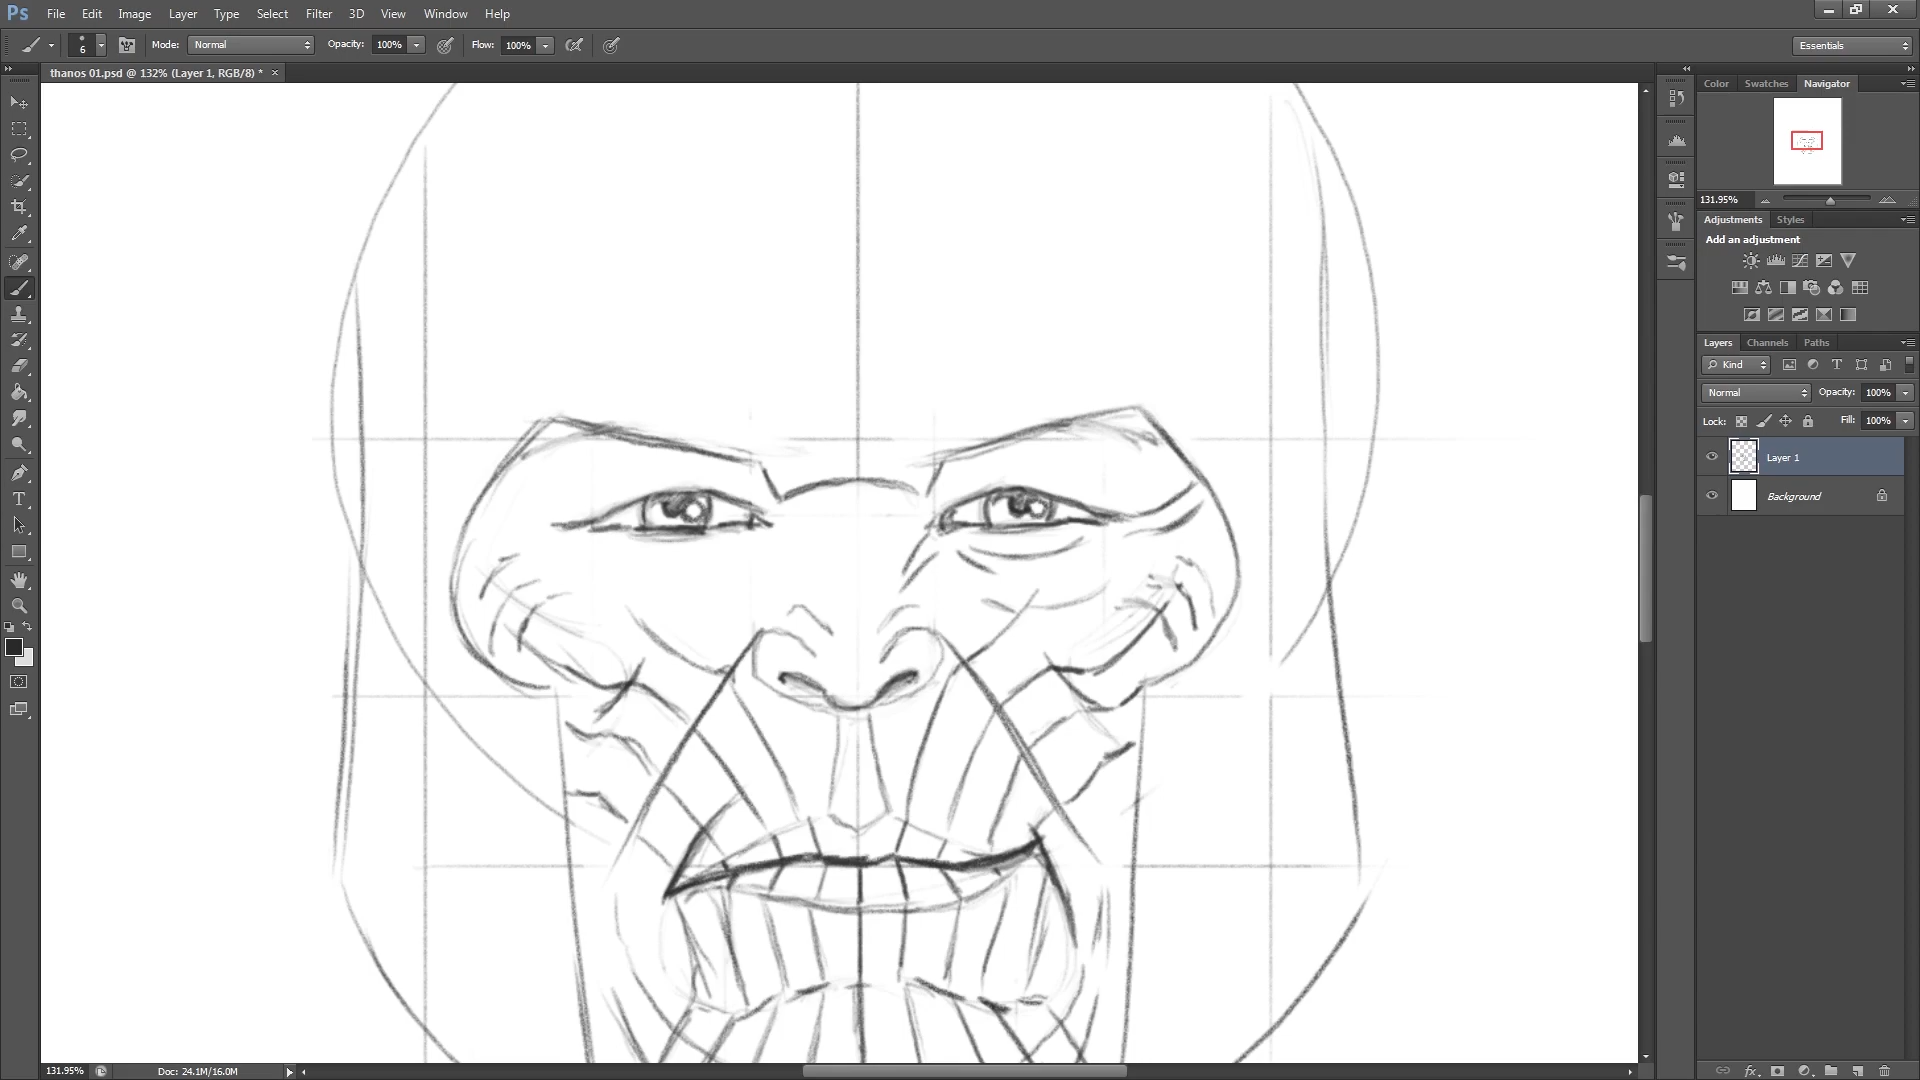 Ps File Edit Image Layer Type Select Filter 3D View Window Help
6 Mode: Normal Opacity: 100% Flow: 100% Essentials
thanos 01.psd @ 132% (Layer 1, RGB/8) * ×
Color Swatches Navigator
131.95%
Adjustments Styles
Add an adjustment
Layers Channels Paths
Kind
Normal Opacity: 100%
Lock: Fill: 100%
Layer 1
Background
131.95% Doc: 24.1M/16.0M